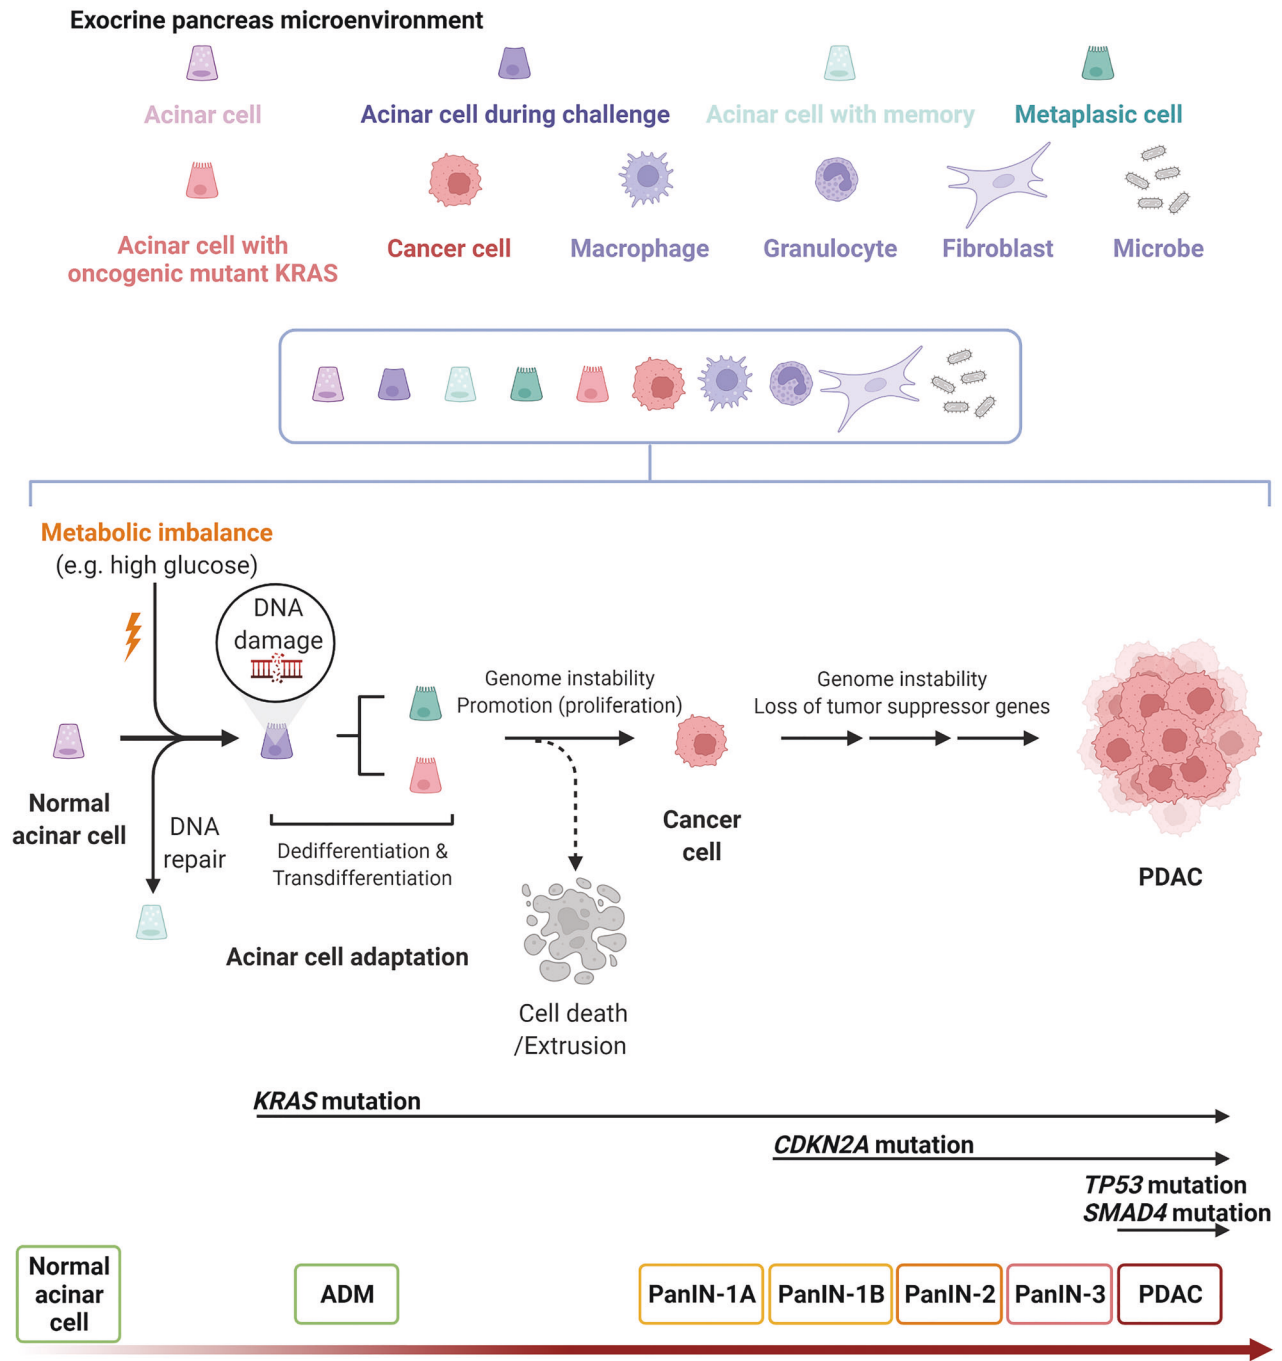 Exocrine pancreas microenvironment
Acinar cell
Acinar cell during challenge
Acinar cell with memory
Metaplasic cell
Acinar cell with
oncogenic mutant KRAS
Cancer cell
Macrophage
Granulocyte
Fibroblast
Microbe
Metabolic imbalance
(e.g. high glucose)
DNA
damage
Genome instability
Promotion (proliferation)
Genome instability
Loss of tumor suppressor genes
Normal
acinar cell
DNA
repair
Dedifferentiation &
Transdifferentiation
Cancer
cell
PDAC
Acinar cell adaptation
Cell death
/Extrusion
KRAS mutation
CDKN2A mutation
TP53 mutation
SMAD4 mutation
Normal
acinar
cell
ADM
PanIN-1A
PanIN-1B
PanIN-2
PanIN-3
PDAC